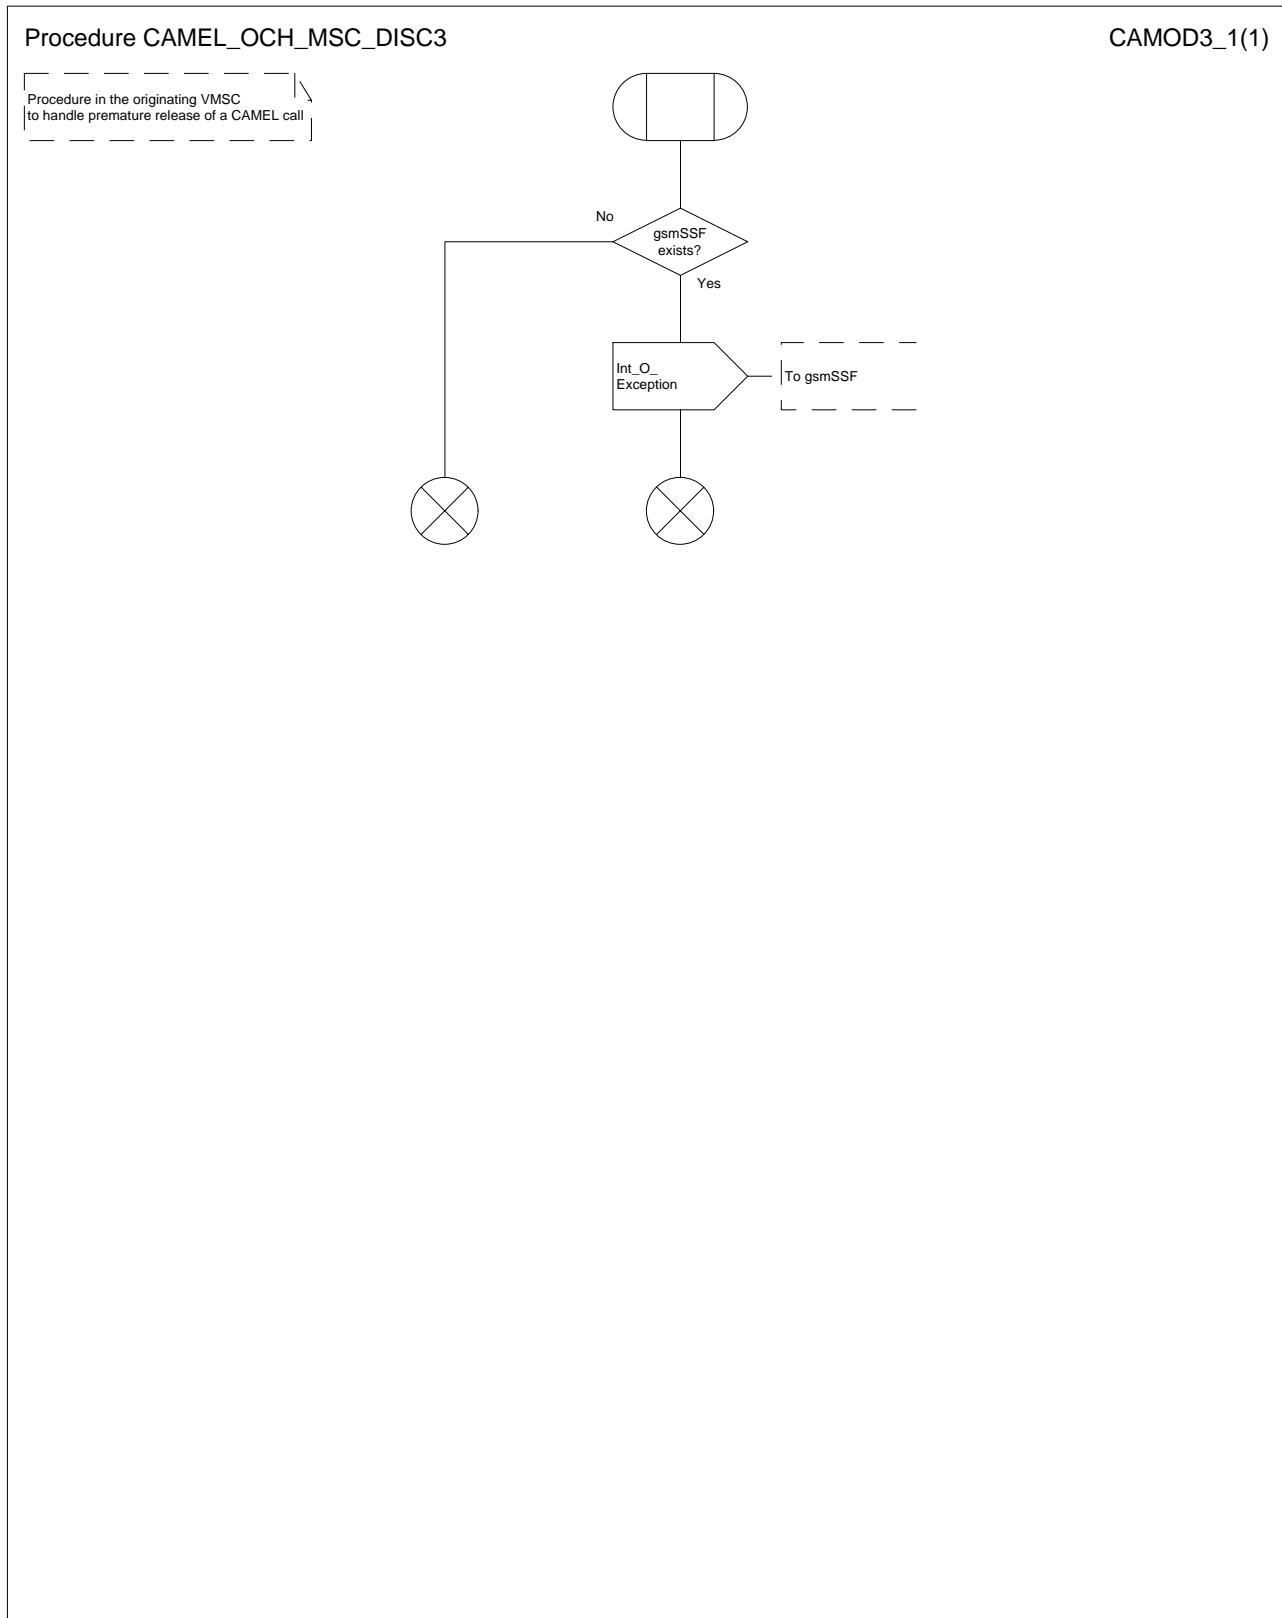 Procedure CAMEL_OCH_MSC_DISC3
CAMOD3_1(1)
Procedure in the originating VMSC
to handle premature release of a CAMEL call
No
gsmSSF
exists?
Yes
Int_O_
Exception
To gsmSSF